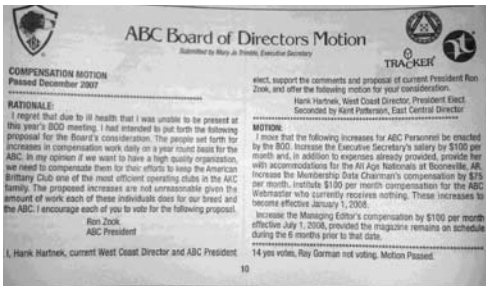 ABC Board of Directors Motion
Submitted by Mary Jo Trimble, Executive Secretary
TRACKER
COMPENSATION MOTION
Passed December 2007
RATIONALE:
I regret that due to ill health that I was unable to be present at
this year's BOD meeting. I had intended to put forth the following
proposal for the Board's consideration. The people set forth for
increases in compensation work daily on a year round basis for the
ABC. In my opinion if we want to have a high quality organization,
we need to compensate them for their efforts to keep the American
Brittany Club one of the most efficient operating clubs in the AKC
family. The proposed increases are not unreasonable given the
amount of work each of these individuals does for our breed and
the ABC. I encourage each of you to vote for the following proposal.
Ron Zook
ABC President
I, Hank Hartnek, current West Coast Director and ABC President
elect, support the comments and proposal of current President Ron
Zook, and offer the following motion for your consideration.
Hank Hartnek, West Coast Director, President Elect
Seconded by Kent Patterson, East Central Director
MOTION:
I move that the following increases for ABC Personnel be enacted
by the BOD. Increase the Executive Secretary's salary by $100 per
month and, in addition to expenses already provided, provide her
with accommodations for the All Age Nationals at Booneville, AR.
Increase the Membership Data Chairman's compensation by $75
per month. Institute $100 per month compensation for the ABC
Webmaster who currently receives nothing. These increases to
become effective January 1, 2008.
Increase the Managing Editor's compensation by $100 per month
effective July 1, 2008, provided the magazine remains on schedule
during the 6 months prior to that date.
14 yes votes, Ray Gorman not voting. Motion Passed.
10